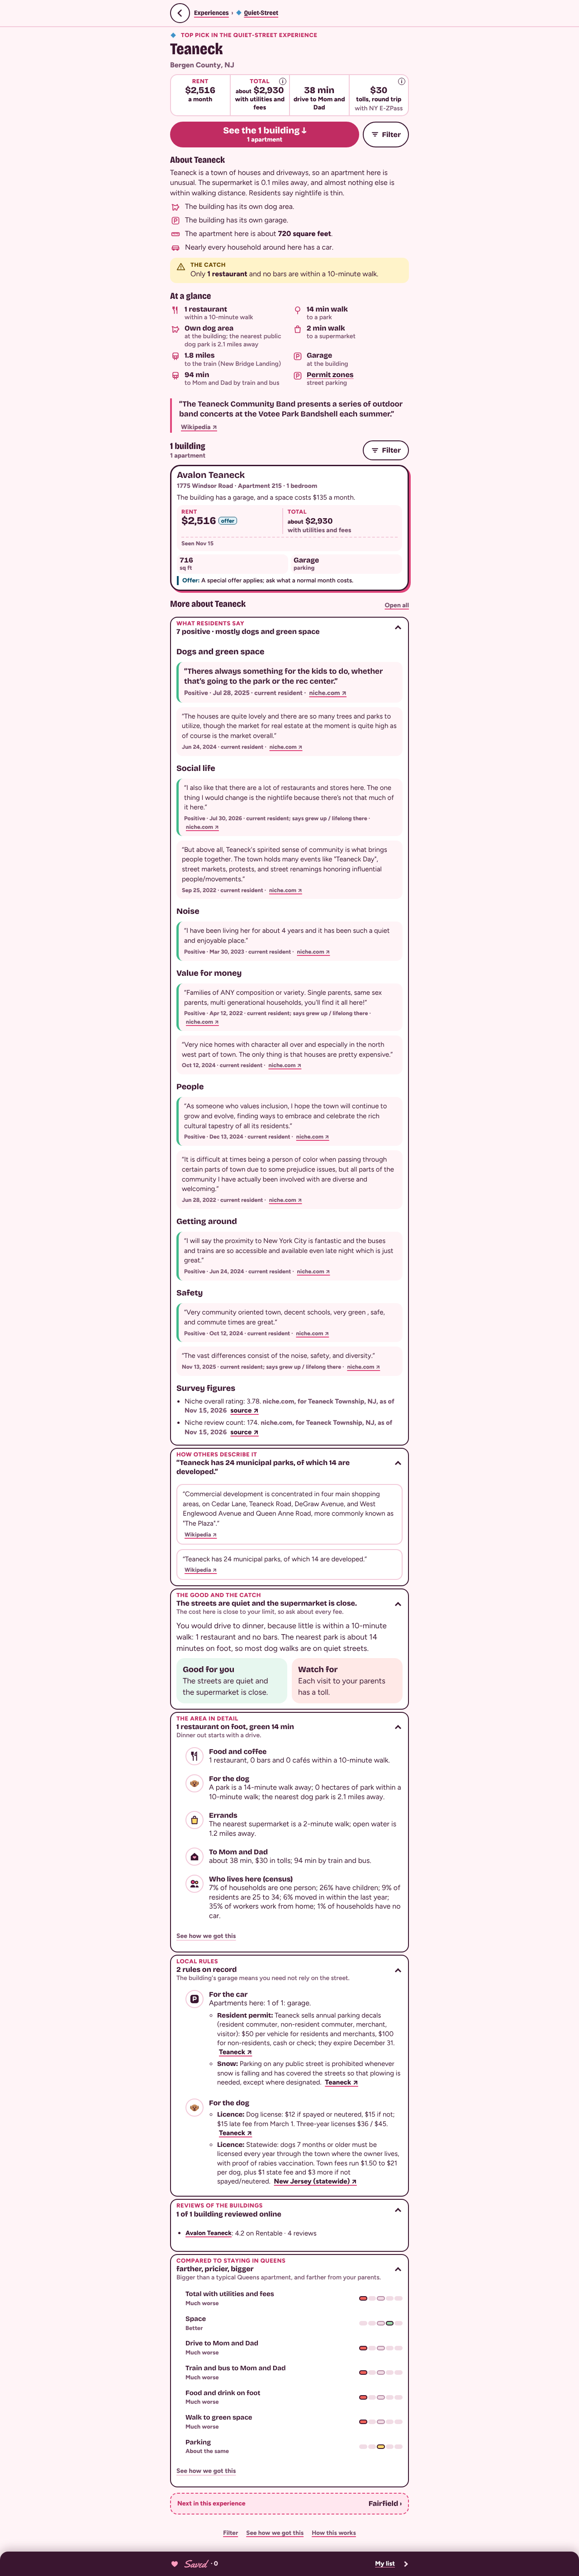 Experiences › Quiet-Street
TOP PICK IN THE QUIET-STREET EXPERIENCE
Teaneck
Bergen County, NJ
RENT
$2,516
a month
TOTAL
about $2,930
with utilities and
fees
38 min
drive to Mom and
Dad
$30
tolls, round trip
with NY E-ZPass
See the 1 building ↓
1 apartment
Filter
About Teaneck
Teaneck is a town of houses and driveways, so an apartment here is
unusual. The supermarket is 0.1 miles away, and almost nothing else is
within walking distance. Residents say nightlife is thin.
The building has its own dog area.
The building has its own garage.
The apartment here is about 720 square feet.
Nearly every household around here has a car.
THE CATCH
Only 1 restaurant and no bars are within a 10-minute walk.
At a glance
1 restaurant
within a 10-minute walk
14 min walk
to a park
Own dog area
at the building; the nearest public
dog park is 2.1 miles away
2 min walk
to a supermarket
1.8 miles
to the train (New Bridge Landing)
Garage
at the building
94 min
to Mom and Dad by train and bus
Permit zones
street parking
"The Teaneck Community Band presents a series of outdoor
band concerts at the Votee Park Bandshell each summer."
Wikipedia ↗
1 building
1 apartment
Filter
Avalon Teaneck
1775 Windsor Road · Apartment 215 · 1 bedroom
The building has a garage, and a space costs $135 a month.
RENT
$2,516 offer
TOTAL
about $2,930
with utilities and fees
Seen Nov 15
716
sq ft
Garage
parking
Offer: A special offer applies; ask what a normal month costs.
More about Teaneck
Open all
WHAT RESIDENTS SAY
7 positive · mostly dogs and green space
Dogs and green space
"Theres always something for the kids to do, whether
that's going to the park or the rec center."
Positive · Jul 28, 2025 · current resident · niche.com ↗
"The houses are quite lovely and there are so many trees and parks to
utilize, though the market for real estate at the moment is quite high as
of course is the market overall."
Jun 24, 2024 · current resident · niche.com ↗
Social life
"I also like that there are a lot of restaurants and stores here. The one
thing I would change is the nightlife because there's not that much of
it here."
Positive · Jul 30, 2026 · current resident; says grew up / lifelong there ·
niche.com ↗
"But above all, Teaneck's spirited sense of community is what brings
people together. The town holds many events like "Teaneck Day",
street markets, protests, and street renamings honoring influential
people/movements."
Sep 25, 2022 · current resident · niche.com ↗
Noise
"I have been living her for about 4 years and it has been such a quiet
and enjoyable place."
Positive · Mar 30, 2023 · current resident · niche.com ↗
Value for money
"Families of ANY composition or variety. Single parents, same sex
parents, multi generational households, you'll find it all here!"
Positive · Apr 12, 2022 · current resident; says grew up / lifelong there ·
niche.com ↗
"Very nice homes with character all over and especially in the north
west part of town. The only thing is that houses are pretty expensive."
Oct 12, 2024 · current resident · niche.com ↗
People
"As someone who values inclusion, I hope the town will continue to
grow and evolve, finding ways to embrace and celebrate the rich
cultural tapestry of all its residents."
Positive · Dec 13, 2024 · current resident · niche.com ↗
"It is difficult at times being a person of color when passing through
certain parts of town due to some prejudice issues, but all parts of the
community I have actually been involved with are diverse and
welcoming."
Jun 28, 2022 · current resident · niche.com ↗
Getting around
"I will say the proximity to New York City is fantastic and the buses
and trains are so accessible and available even late night which is just
great."
Positive · Jun 24, 2024 · current resident · niche.com ↗
Safety
"Very community oriented town, decent schools, very green , safe,
and commute times are great."
Positive · Oct 12, 2024 · current resident · niche.com ↗
"The vast differences consist of the noise, safety, and diversity."
Nov 13, 2025 · current resident; says grew up / lifelong there · niche.com ↗
Survey figures
• Niche overall rating: 3.78. niche.com, for Teaneck Township, NJ, as of
Nov 15, 2026 source ↗
• Niche review count: 174. niche.com, for Teaneck Township, NJ, as of
Nov 15, 2026 source ↗
HOW OTHERS DESCRIBE IT
"Teaneck has 24 municipal parks, of which 14 are
developed."
"Commercial development is concentrated in four main shopping
areas, on Cedar Lane, Teaneck Road, DeGraw Avenue, and West
Englewood Avenue and Queen Anne Road, more commonly known as
"The Plaza"."
Wikipedia ↗
"Teaneck has 24 municipal parks, of which 14 are developed."
Wikipedia ↗
THE GOOD AND THE CATCH
The streets are quiet and the supermarket is close.
The cost here is close to your limit, so ask about every fee.
You would drive to dinner, because little is within a 10-minute
walk: 1 restaurant and no bars. The nearest park is about 14
minutes on foot, so most dog walks are on quiet streets.
Good for you
The streets are quiet and
the supermarket is close.
Watch for
Each visit to your parents
has a toll.
THE AREA IN DETAIL
1 restaurant on foot, green 14 min
Dinner out starts with a drive.
Food and coffee
1 restaurant, 0 bars and 0 cafés within a 10-minute walk.
For the dog
A park is a 14-minute walk away; 0 hectares of park within a
10-minute walk; the nearest dog park is 2.1 miles away.
Errands
The nearest supermarket is a 2-minute walk; open water is
1.2 miles away.
To Mom and Dad
about 38 min, $30 in tolls; 94 min by train and bus.
Who lives here (census)
7% of households are one person; 26% have children; 9% of
residents are 25 to 34; 6% moved in within the last year;
35% of workers work from home; 1% of households have no
car.
See how we got this
LOCAL RULES
2 rules on record
The building's garage means you need not rely on the street.
For the car
Apartments here: 1 of 1: garage.
Resident permit: Teaneck sells annual parking decals
(resident commuter, non-resident commuter, merchant,
visitor): $50 per vehicle for residents and merchants, $100
for non-residents, cash or check; they expire December 31.
Teaneck ↗
Snow: Parking on any public street is prohibited whenever
snow is falling and has covered the streets so that plowing is
needed, except where designated. Teaneck ↗
For the dog
Licence: Dog license: $12 if spayed or neutered, $15 if not;
$15 late fee from March 1. Three-year licenses $36 / $45.
Teaneck ↗
Licence: Statewide: dogs 7 months or older must be
licensed every year through the town where the owner lives,
with proof of rabies vaccination. Town fees run $1.50 to $21
per dog, plus $1 state fee and $3 more if not
spayed/neutered. New Jersey (statewide) ↗
REVIEWS OF THE BUILDINGS
1 of 1 building reviewed online
• Avalon Teaneck: 4.2 on Rentable · 4 reviews
COMPARED TO STAYING IN QUEENS
farther, pricier, bigger
Bigger than a typical Queens apartment, and farther from your parents.
Total with utilities and fees
Much worse
Space
Better
Drive to Mom and Dad
Much worse
Train and bus to Mom and Dad
Much worse
Food and drink on foot
Much worse
Walk to green space
Much worse
Parking
About the same
See how we got this
Next in this experience
Fairfield ›
Filter See how we got this How this works
Saved · 0
My list